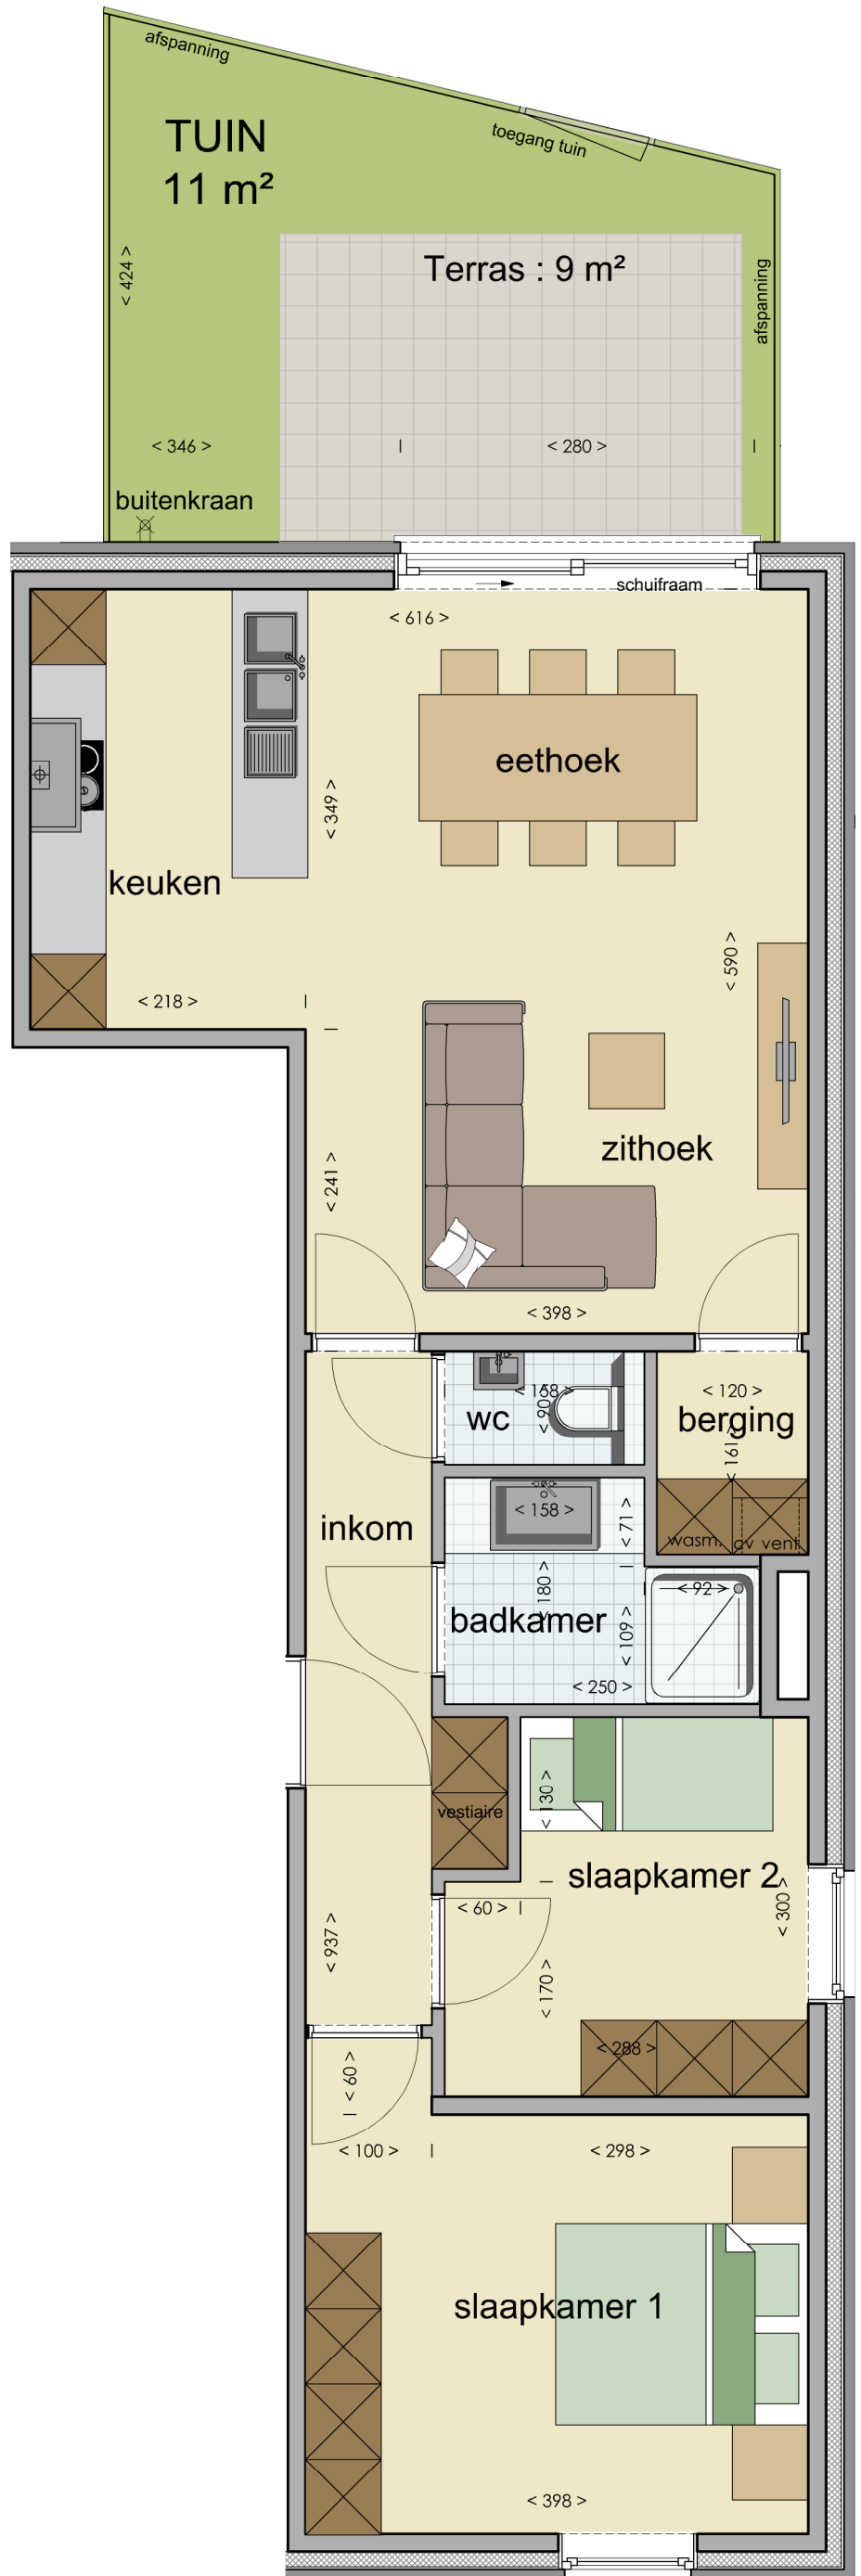 afspanning
TUIN
11 m²
toegang tuin
Terras : 9 m²
< 424 >
afspanning
< 346 >
< 280 >
buitenkraan
schuifraam
< 616 >
eethoek
< 349 >
keuken
< 590 >
< 218 >
zithoek
< 241 >
< 398 >
< 158 >
< 90 >
wc
< 120 >
berging
< 161 >
inkom
< 158 >
< 71 >
wasm.
cv vent
< 180 >
< 92 >
badkamer
< 109 >
< 250 >
vestiaire
< 130 >
slaapkamer 2
< 60 >
< 300 >
< 937 >
< 170 >
< 288 >
< 60 >
< 100 >
< 298 >
slaapkamer 1
< 398 >